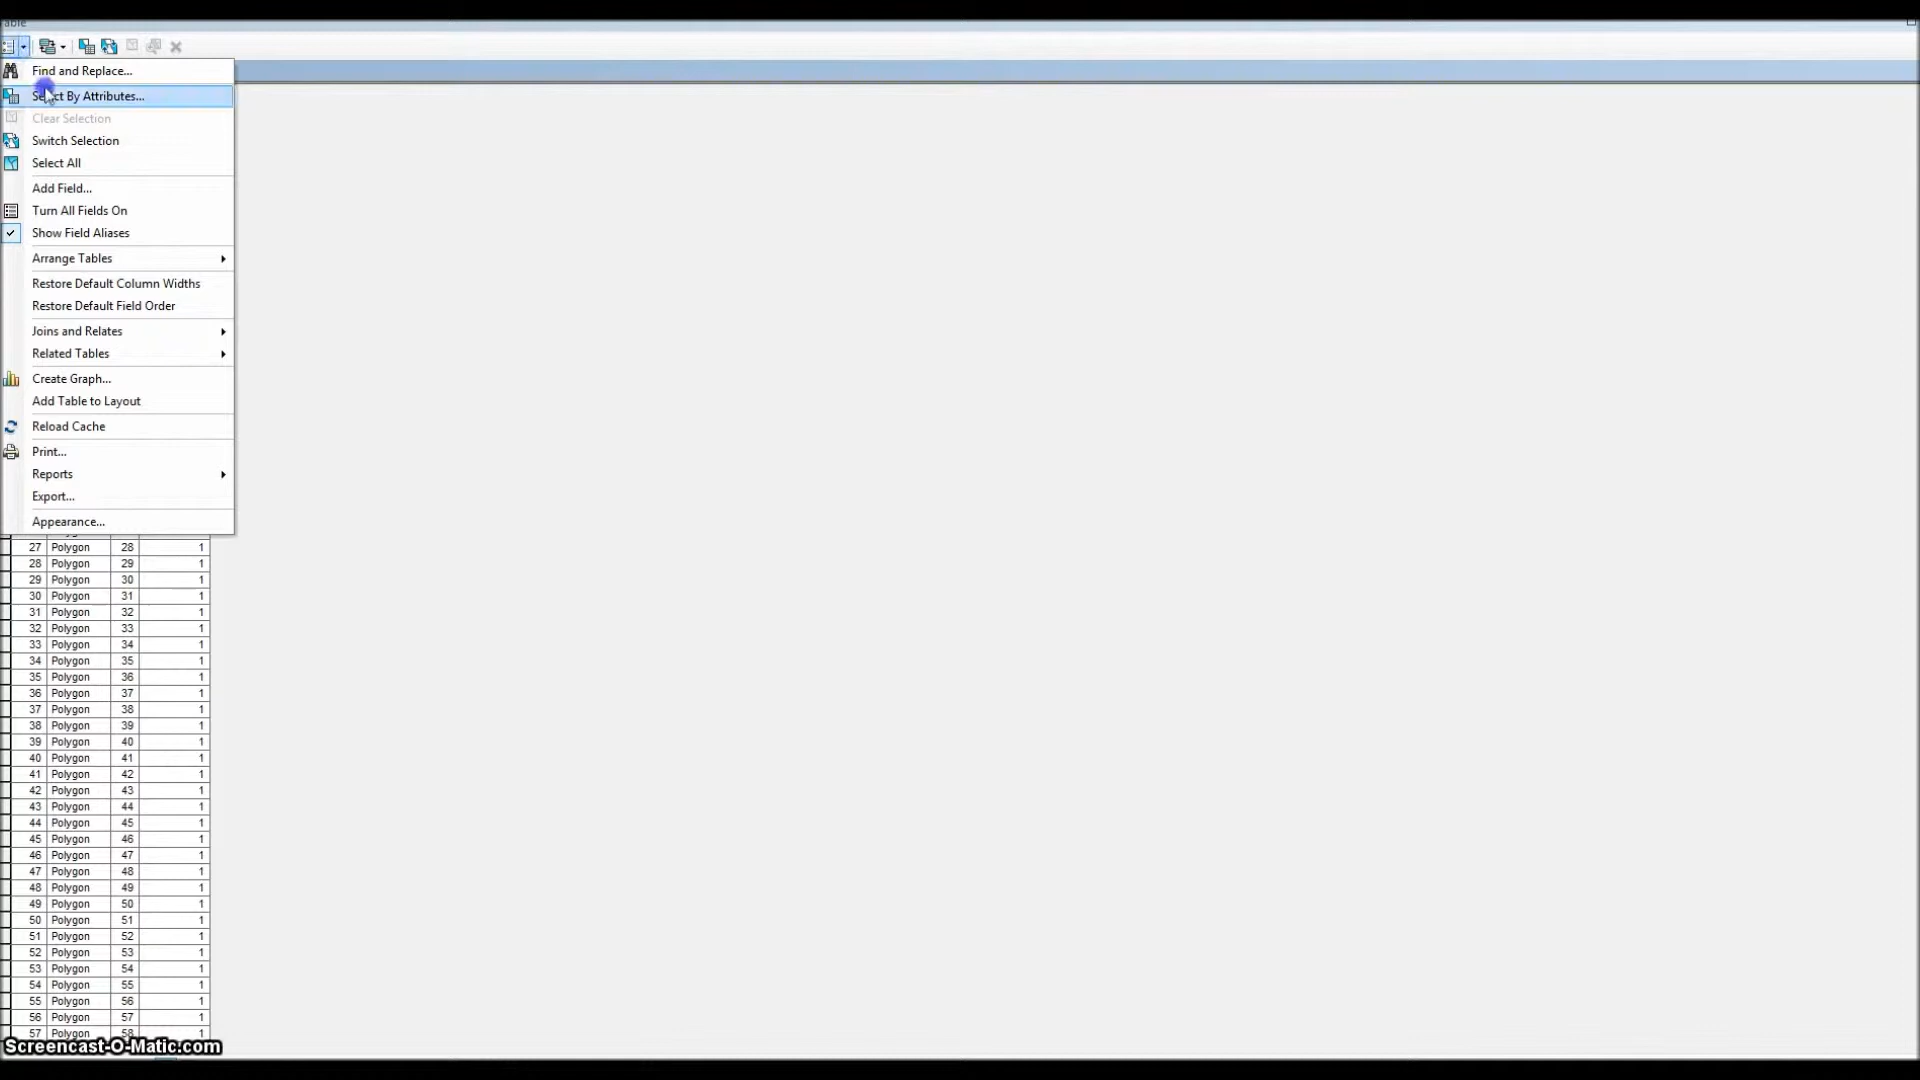 Table
Find and Replace...
Select By Attributes...
Clear Selection
Switch Selection
Select All
Add Field...
Turn All Fields On
Show Field Aliases
Arrange Tables
Restore Default Column Widths
Restore Default Field Order
Joins and Relates
Related Tables
Create Graph...
Add Table to Layout
Reload Cache
Print...
Reports
Export...
Appearance...
27 Polygon 28 1
28 Polygon 29 1
29 Polygon 30 1
30 Polygon 31 1
31 Polygon 32 1
32 Polygon 33 1
33 Polygon 34 1
34 Polygon 35 1
35 Polygon 36 1
36 Polygon 37 1
37 Polygon 38 1
38 Polygon 39 1
39 Polygon 40 1
40 Polygon 41 1
41 Polygon 42 1
42 Polygon 43 1
43 Polygon 44 1
44 Polygon 45 1
45 Polygon 46 1
46 Polygon 47 1
47 Polygon 48 1
48 Polygon 49 1
49 Polygon 50 1
50 Polygon 51 1
51 Polygon 52 1
52 Polygon 53 1
53 Polygon 54 1
54 Polygon 55 1
55 Polygon 56 1
56 Polygon 57 1
57 Polygon 58 1
Screencast-O-Matic.com